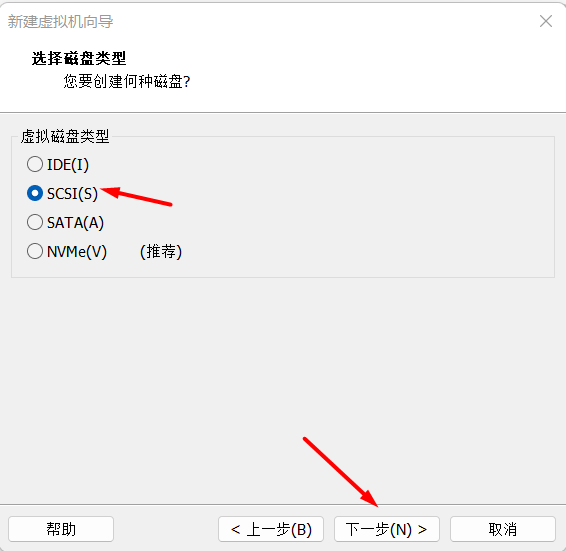 新建虚拟机向导
选择磁盘类型
您要创建何种磁盘?
虚拟磁盘类型
IDE(I)
SCSI(S)
SATA(A)
NVMe(V) (推荐)
帮助 < 上一步(B) 下一步(N) > 取消